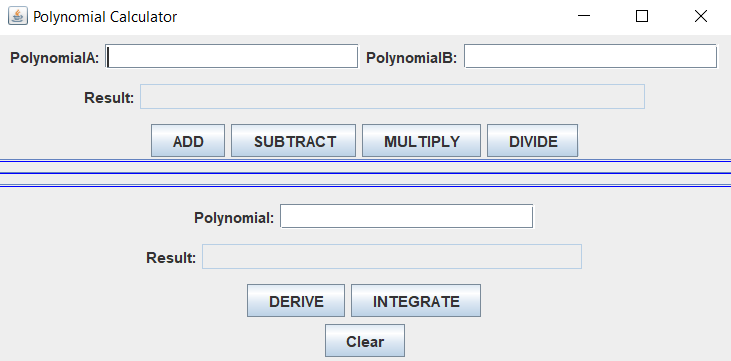 Polynomial Calculator
PolynomialA: PolynomialB:
Result:
ADD SUBTRACT MULTIPLY DIVIDE
Polynomial:
Result:
DERIVE INTEGRATE
Clear